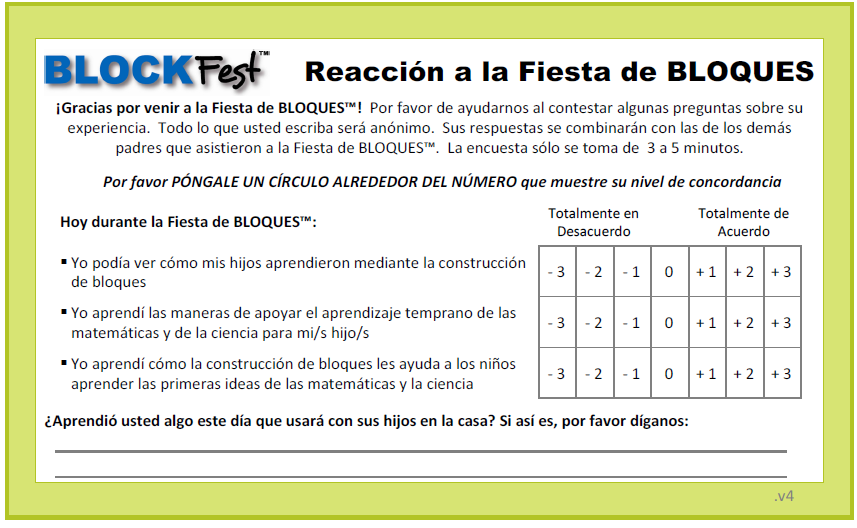 BLOCKFest™ Reacción a la Fiesta de BLOQUES
¡Gracias por venir a la Fiesta de BLOQUES™! Por favor de ayudarnos al contestar algunas preguntas sobre su
experiencia. Todo lo que usted escriba será anónimo. Sus respuestas se combinarán con las de los demás
padres que asistieron a la Fiesta de BLOQUES™. La encuesta sólo se toma de 3 a 5 minutos.
Por favor PÓNGALE UN CÍRCULO ALREDEDOR DEL NÚMERO que muestre su nivel de concordancia
Hoy durante la Fiesta de BLOQUES™:
Totalmente en
Desacuerdo
Totalmente de
Acuerdo
▪ Yo podía ver cómo mis hijos aprendieron mediante la construcción
de bloques
- 3 - 2 - 1 0 + 1 + 2 + 3
▪ Yo aprendí las maneras de apoyar el aprendizaje temprano de las
matemáticas y de la ciencia para mi/s hijo/s
- 3 - 2 - 1 0 + 1 + 2 + 3
▪ Yo aprendí cómo la construcción de bloques les ayuda a los niños
aprender las primeras ideas de las matemáticas y la ciencia
- 3 - 2 - 1 0 + 1 + 2 + 3
¿Aprendió usted algo este día que usará con sus hijos en la casa? Si así es, por favor díganos:
.v4